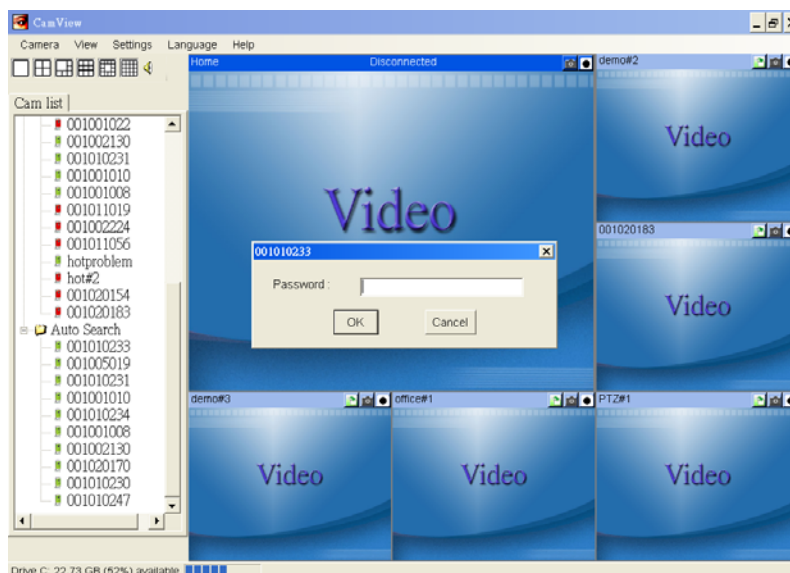 CamView
Camera View Settings Language Help
Cam list
001001022
001002130
001010231
001001010
001001008
001011019
001002224
001011056
hotproblem
hot#2
001020154
001020183
Auto Search
001010233
001005019
001010231
001001010
001010234
001001008
001002130
001020170
001010230
001010247
Home Disconnected
Video
demo#2
Video
001020183
Video
001010233
Password :
OK Cancel
demo#3
Video
office#1
Video
PTZ#1
Video
Drive C: 22.73 GB (52%) available